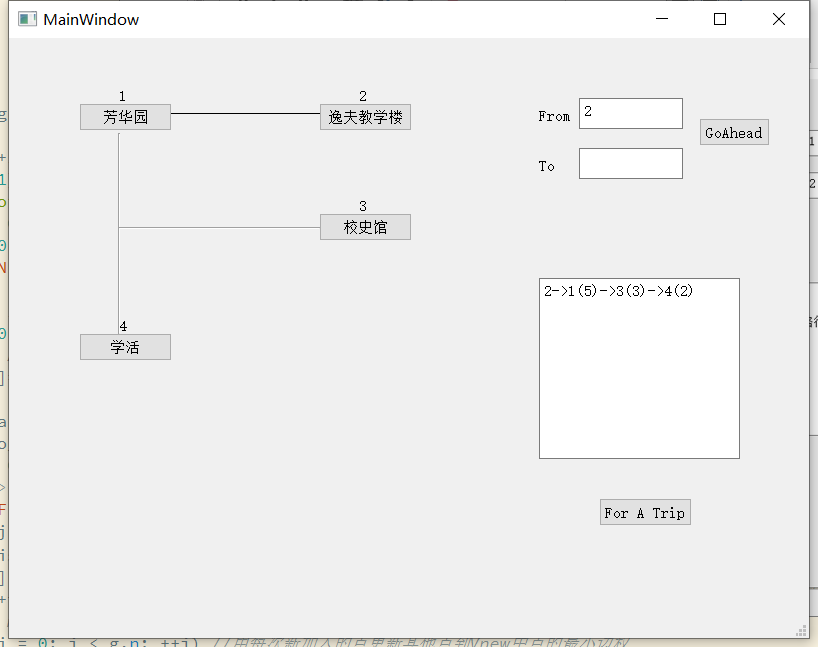 MainWindow
1
芳华园
2
逸夫教学楼
3
校史馆
4
学活
From 2
To
GoAhead
2->1(5)->3(3)->4(2)
For A Trip